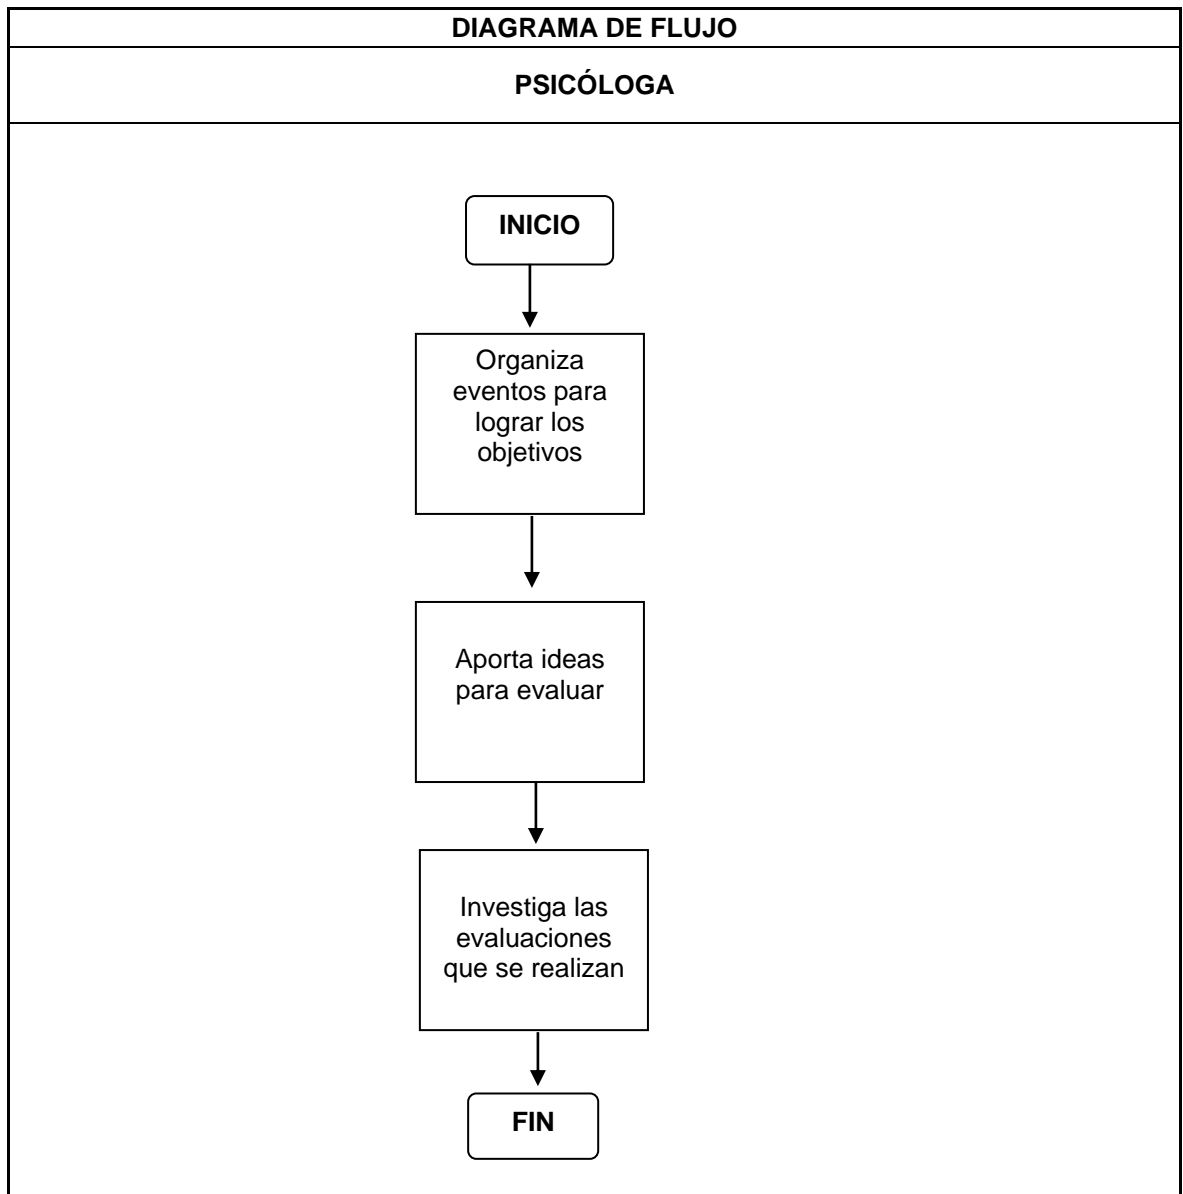 DIAGRAMA DE FLUJO
PSICÓLOGA
INICIO
Organiza
eventos para
lograr los
objetivos
Aporta ideas
para evaluar
Investiga las
evaluaciones
que se realizan
FIN